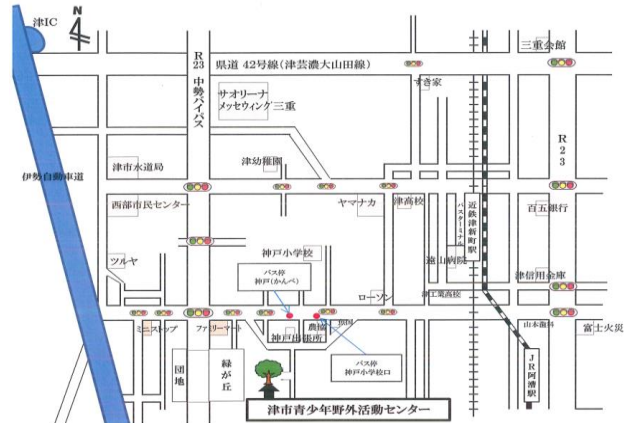 津IC
N
R23 中勢バイパス
県道 42号線(津芸濃大山田線)
三重会館
すき家
サオリーナ
メッセウィング三重
R23
伊勢自動車道
津市水道局
津幼稚園
西部市民センター
ヤマナカ
津高校
バスターミナル
近鉄津新町駅
百五銀行
ツルヤ
神戸小学校
遠山病院
バス停
神戸(かんべ)
ローソン
津工業高校
津信用金庫
ミニストップ
ファミリーマート
農協
神戸出張所
山本歯科
富士火災
団地
緑が丘
バス停
神戸小学校口
JR阿漕駅
津市青少年野外活動センター